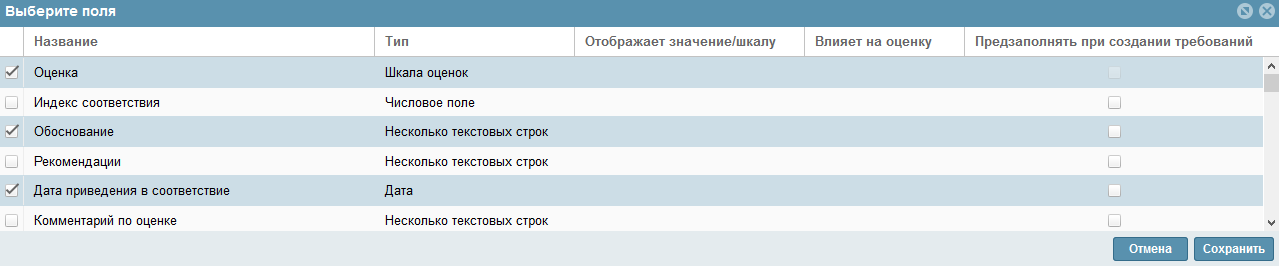 Выберите поля
Название Тип Отображает значение/шкалу Влияет на оценку Предзаполнять при создании требований
Оценка Шкала оценок
Индекс соответствия Числовое поле
Обоснование Несколько текстовых строк
Рекомендации Несколько текстовых строк
Дата приведения в соответствие Дата
Комментарий по оценке Несколько текстовых строк
Отмена Сохранить